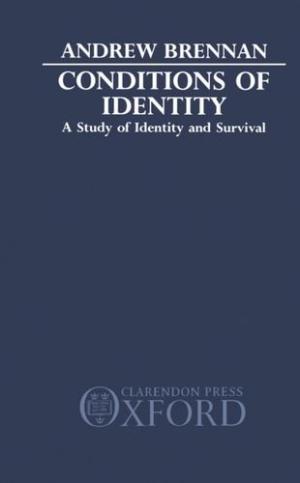 ANDREW BRENNAN
CONDITIONS OF
IDENTITY
A Study of Identity and Survival
CLARENDON PRESS
OXFORD